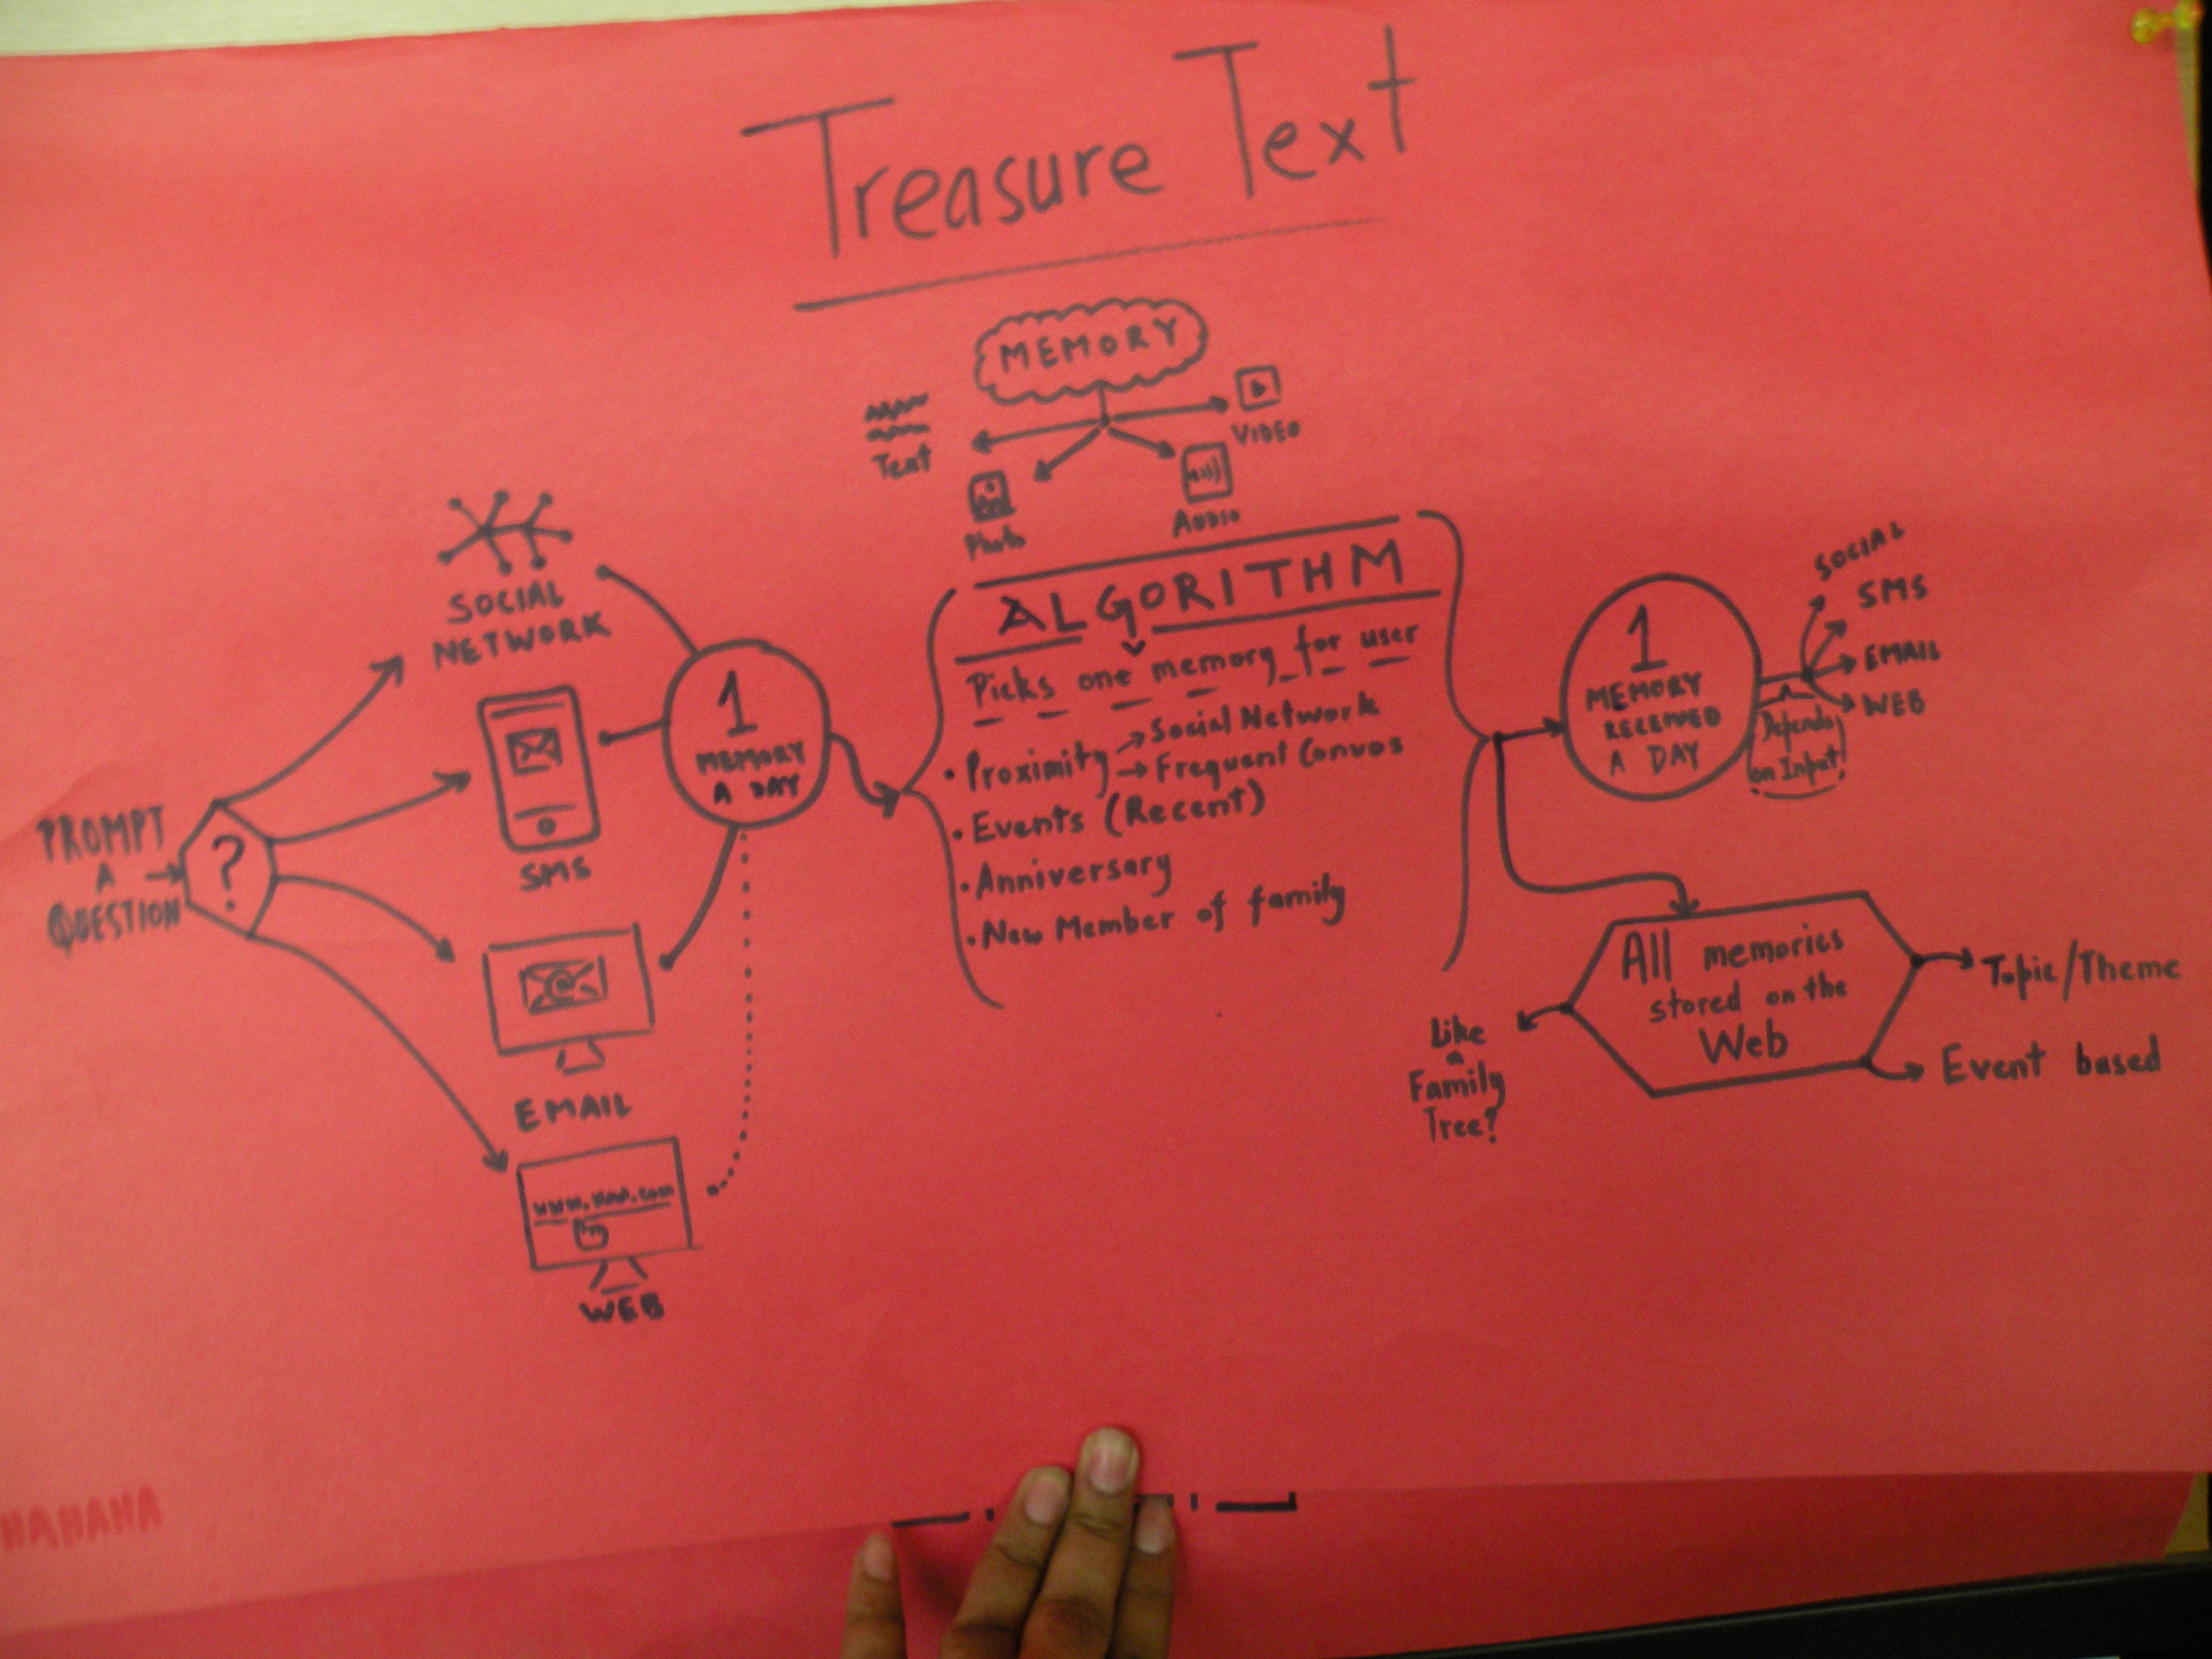 Treasure Text
MEMORY
Text
Photo
AUDIO
VIDEO
PROMPT
A
QUESTION
?
SOCIAL
NETWORK
SMS
EMAIL
WEB
1
MEMORY
A DAY
ALGORITHM
Picks one memory for user
• Proximity → Social Network
→ Frequent Convos
• Events (Recent)
• Anniversary
• New Member of family
1
MEMORY
RECEIVED
A DAY
Depends
on Input!
SOCIAL
SMS
EMAIL
WEB
All memories
stored on the
Web
Like
a
Family
Tree?
Topic/Theme
Event based
HAHAHA